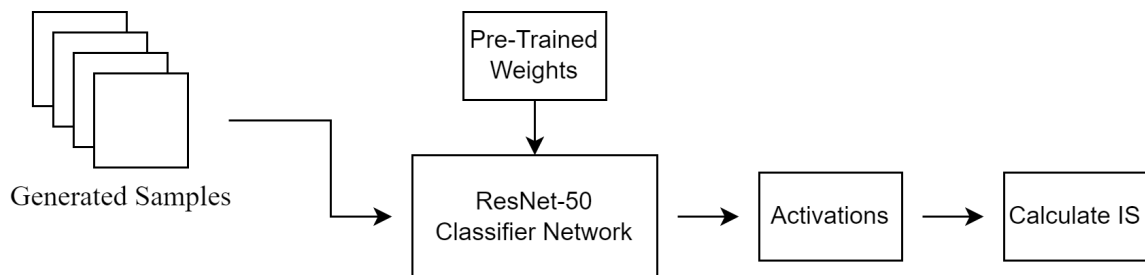 Pre-Trained
Weights
Generated Samples
ResNet-50
Classifier Network
Activations
Calculate IS